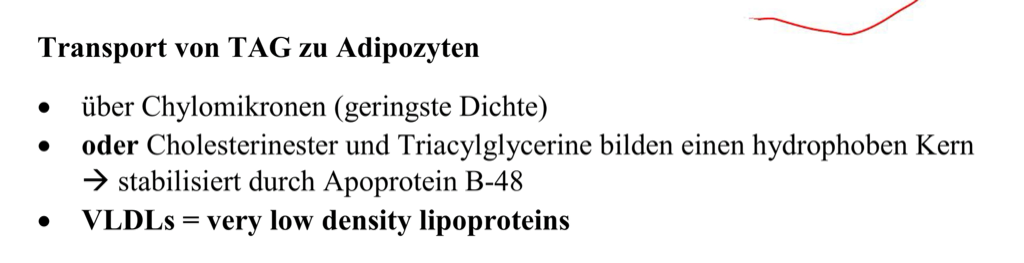 Transport von TAG zu Adipozyten
• über Chylomikronen (geringste Dichte)
• oder Cholesterinester und Triacylglycerine bilden einen hydrophoben Kern
→ stabilisiert durch Apoprotein B-48
• VLDLs = very low density lipoproteins